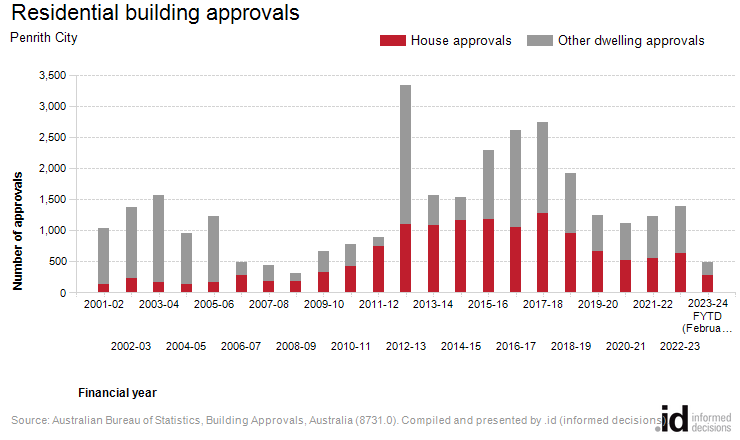 Residential building approvals
Penrith City
House approvals Other dwelling approvals
3,500
3,000
2,500
2,000
1,500
1,000
500
0
Number of approvals
2001-02 2003-04 2005-06 2007-08 2009-10 2011-12 2013-14 2015-16 2017-18 2019-20 2021-22 2023-24
FYTD
(Februa...
2002-03 2004-05 2006-07 2008-09 2010-11 2012-13 2014-15 2016-17 2018-19 2020-21 2022-23
Financial year
Source: Australian Bureau of Statistics, Building Approvals, Australia (8731.0). Compiled and presented by .id (informed decisions)
.id informed
decisions